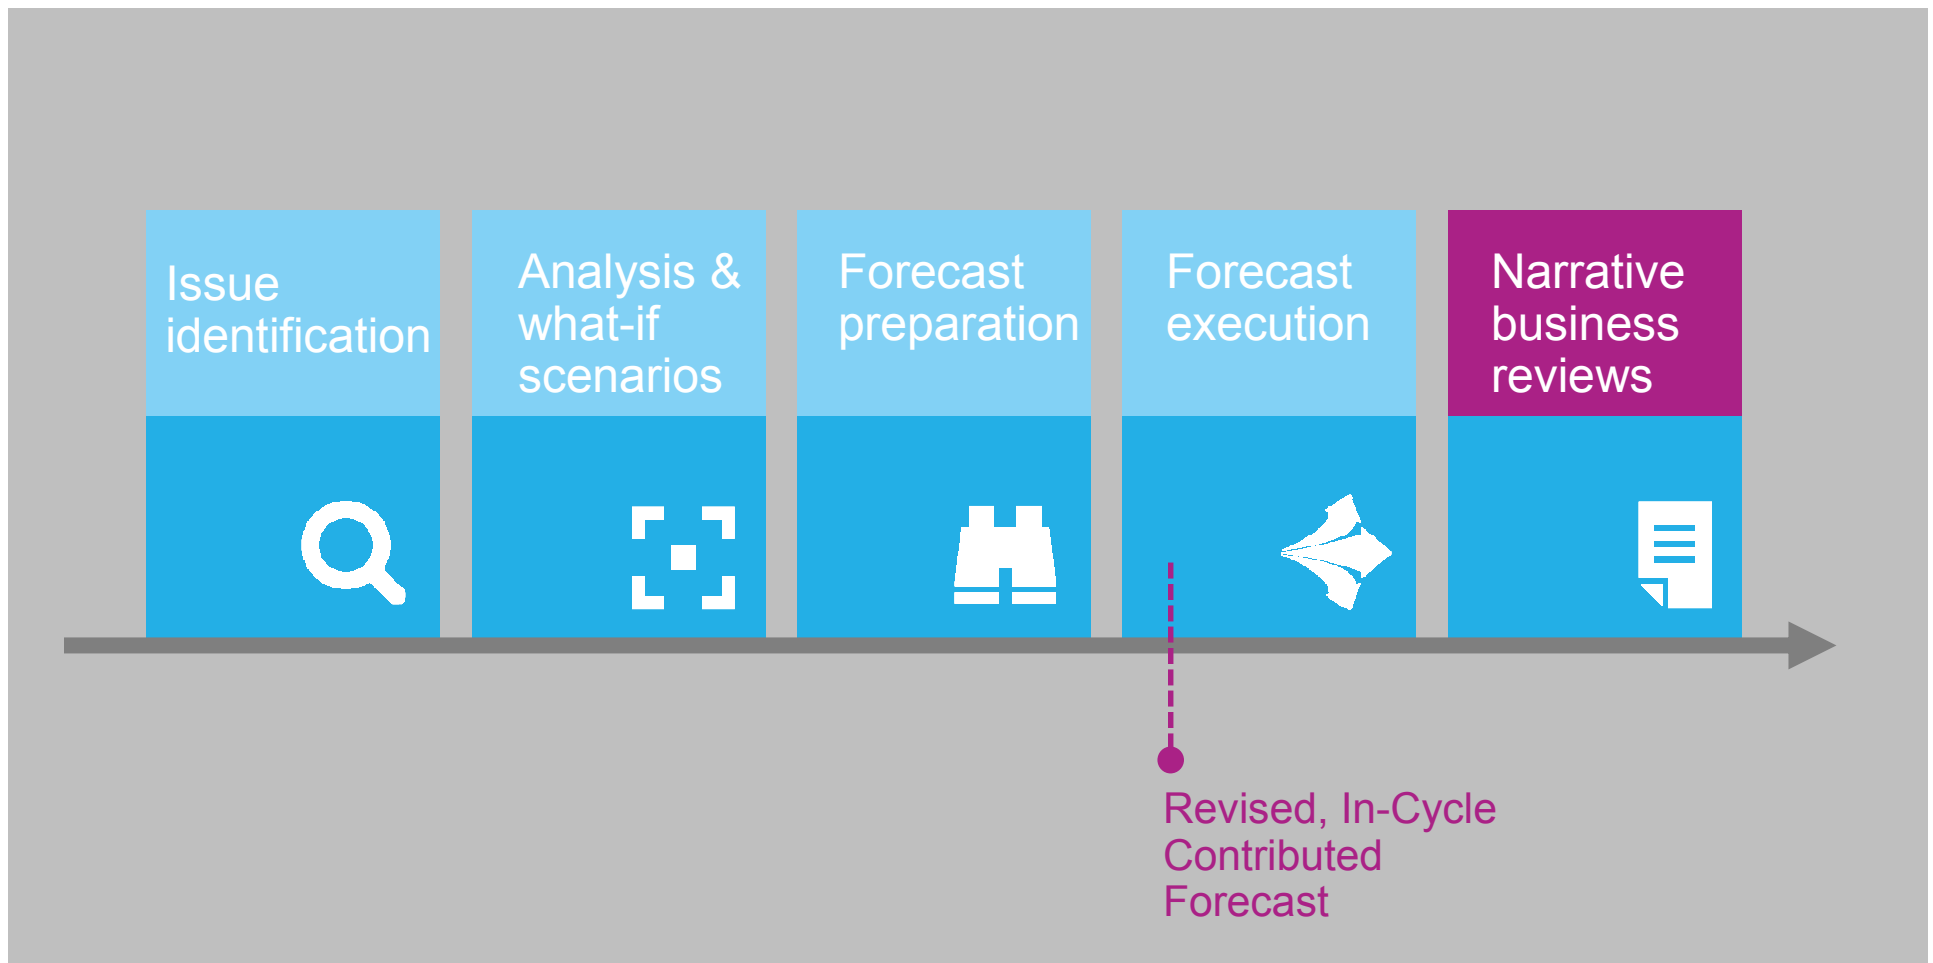 Issue
identification
Analysis &
what-if
scenarios
Forecast
preparation
Forecast
execution
Narrative
business
reviews
Revised, In-Cycle
Contributed
Forecast